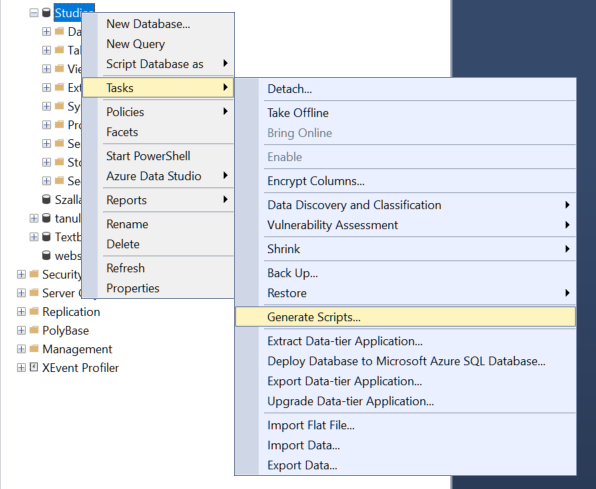 Studies
New Database...
New Query
Script Database as
Tasks
Policies
Facets
Start PowerShell
Azure Data Studio
Reports
Rename
Delete
Refresh
Properties
Detach...
Take Offline
Bring Online
Enable
Encrypt Columns...
Data Discovery and Classification
Vulnerability Assessment
Shrink
Back Up...
Restore
Generate Scripts...
Extract Data-tier Application...
Deploy Database to Microsoft Azure SQL Database...
Export Data-tier Application...
Upgrade Data-tier Application...
Import Flat File...
Import Data...
Export Data...
Da
Tal
Vie
Ext
Sy
Pro
Se
Sto
Se
Szalla
tanul
Textb
webs
Security
Server
Replication
PolyBase
Management
XEvent Profiler